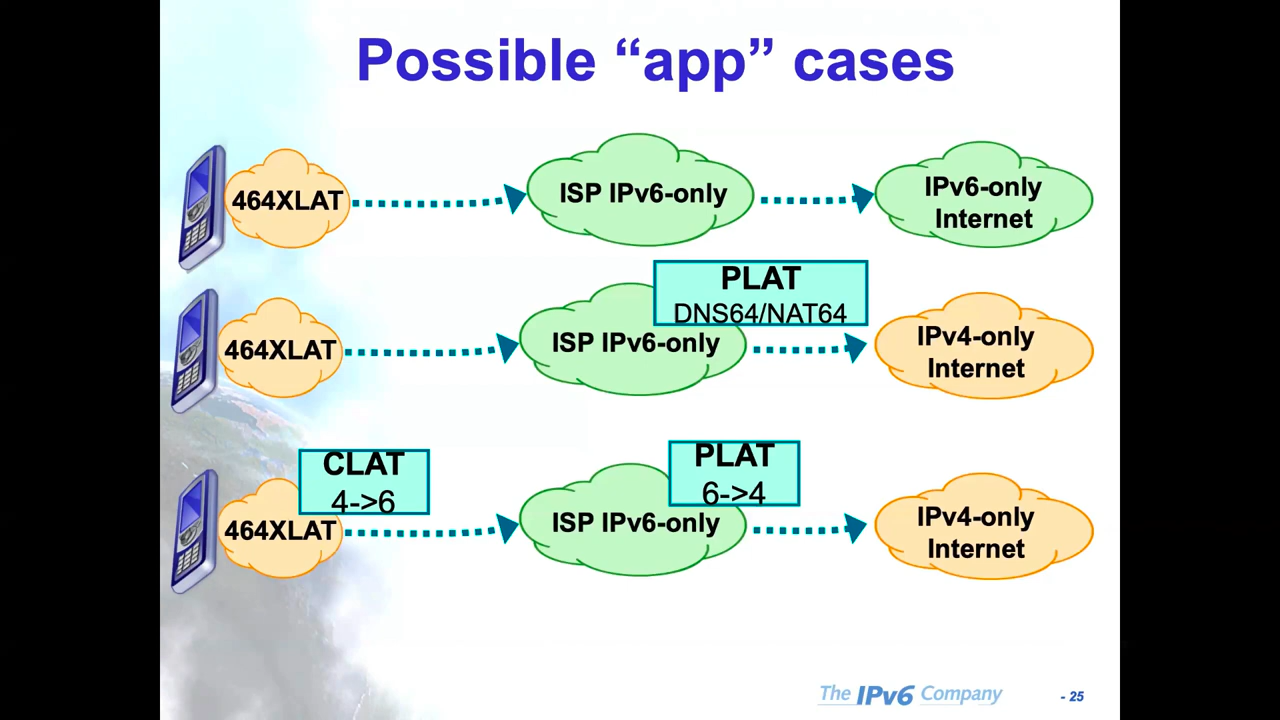 Possible “app” cases
464XLAT
ISP IPv6-only
IPv6-only
Internet
PLAT
DNS64/NAT64
464XLAT
ISP IPv6-only
IPv4-only
Internet
CLAT
4->6
PLAT
6->4
464XLAT
ISP IPv6-only
IPv4-only
Internet
The IPv6 Company
- 25